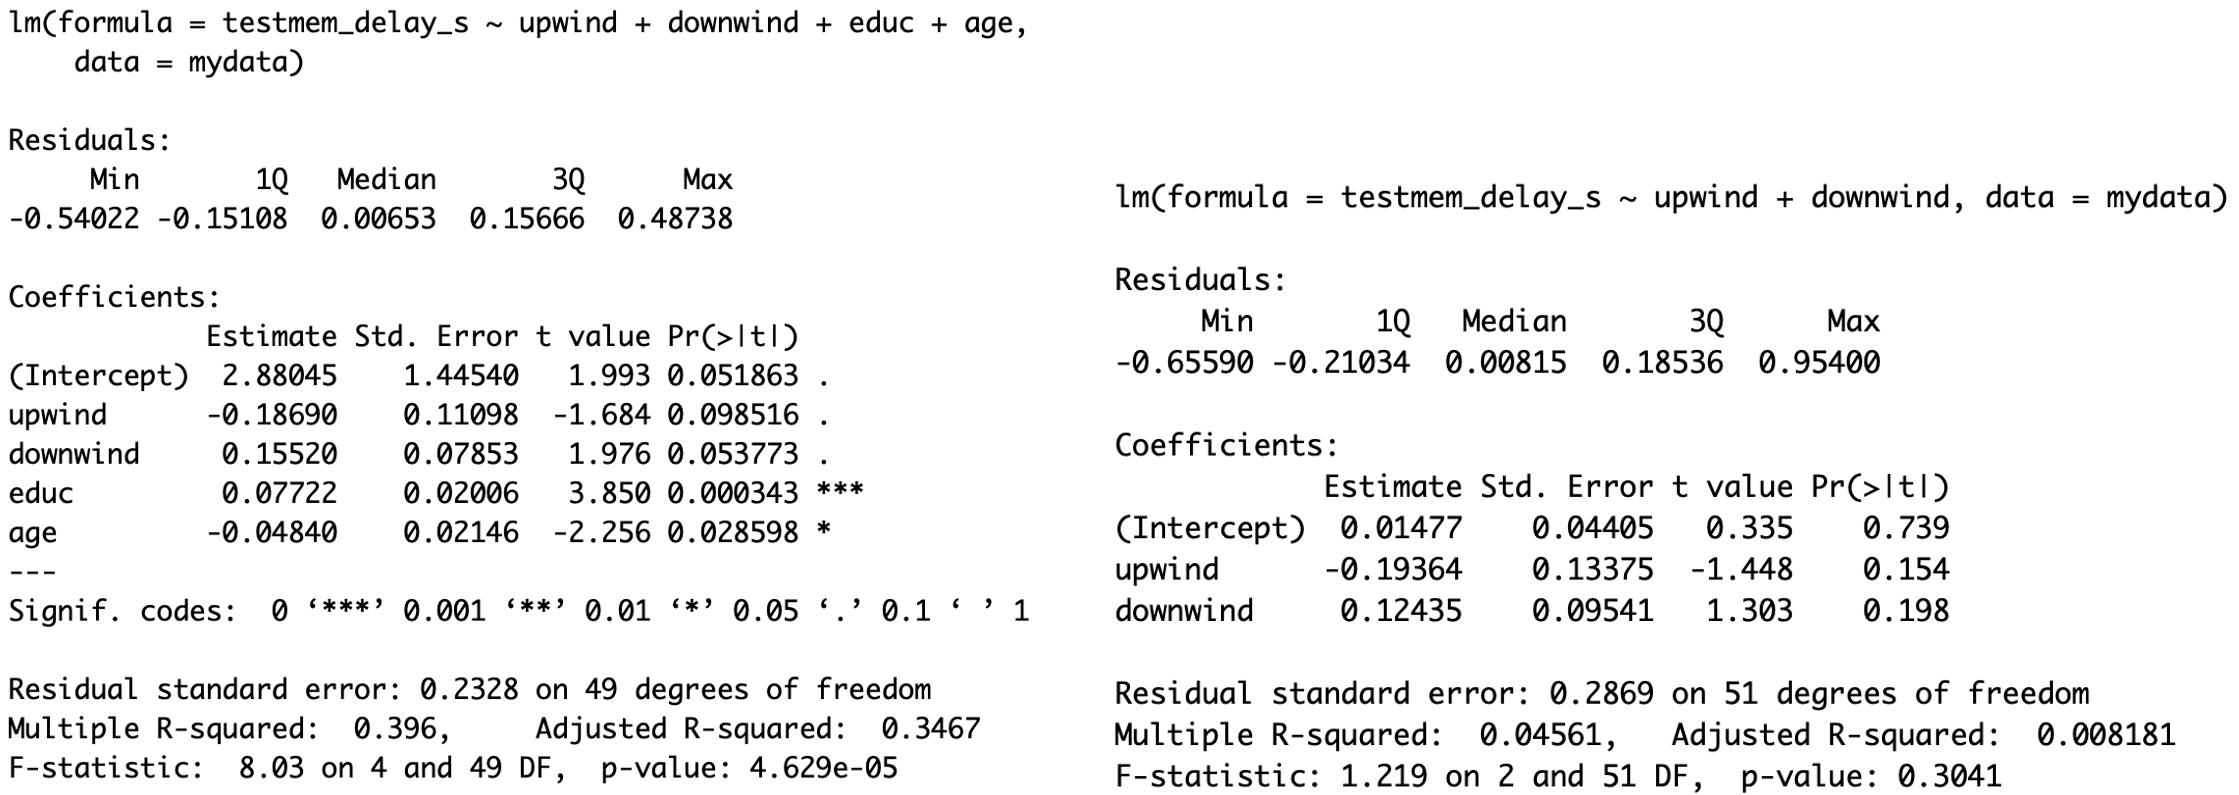 lm(formula = testmem_delay_s ~ upwind + downwind + educ + age,
    data = mydata)
Residuals:
     Min       1Q   Median       3Q      Max
-0.54022 -0.15108  0.00653  0.15666  0.48738
Coefficients:
            Estimate Std. Error t value Pr(>|t|)
(Intercept)  2.88045    1.44540   1.993 0.051863 .
upwind      -0.18690    0.11098  -1.684 0.098516 .
downwind     0.15520    0.07853   1.976 0.053773 .
educ         0.07722    0.02006   3.850 0.000343 ***
age         -0.04840    0.02146  -2.256 0.028598 *
---
Signif. codes:  0 ‘***’ 0.001 ‘**’ 0.01 ‘*’ 0.05 ‘.’ 0.1 ‘ ’ 1
Residual standard error: 0.2328 on 49 degrees of freedom
Multiple R-squared:  0.396,     Adjusted R-squared:  0.3467
F-statistic:  8.03 on 4 and 49 DF,  p-value: 4.629e-05
lm(formula = testmem_delay_s ~ upwind + downwind, data = mydata)
Residuals:
     Min       1Q   Median       3Q      Max
-0.65590 -0.21034  0.00815  0.18536  0.95400
Coefficients:
            Estimate Std. Error t value Pr(>|t|)
(Intercept)  0.01477    0.04405   0.335    0.739
upwind      -0.19364    0.13375  -1.448    0.154
downwind     0.12435    0.09541   1.303    0.198
Residual standard error: 0.2869 on 51 degrees of freedom
Multiple R-squared:  0.04561,   Adjusted R-squared:  0.008181
F-statistic: 1.219 on 2 and 51 DF,  p-value: 0.3041